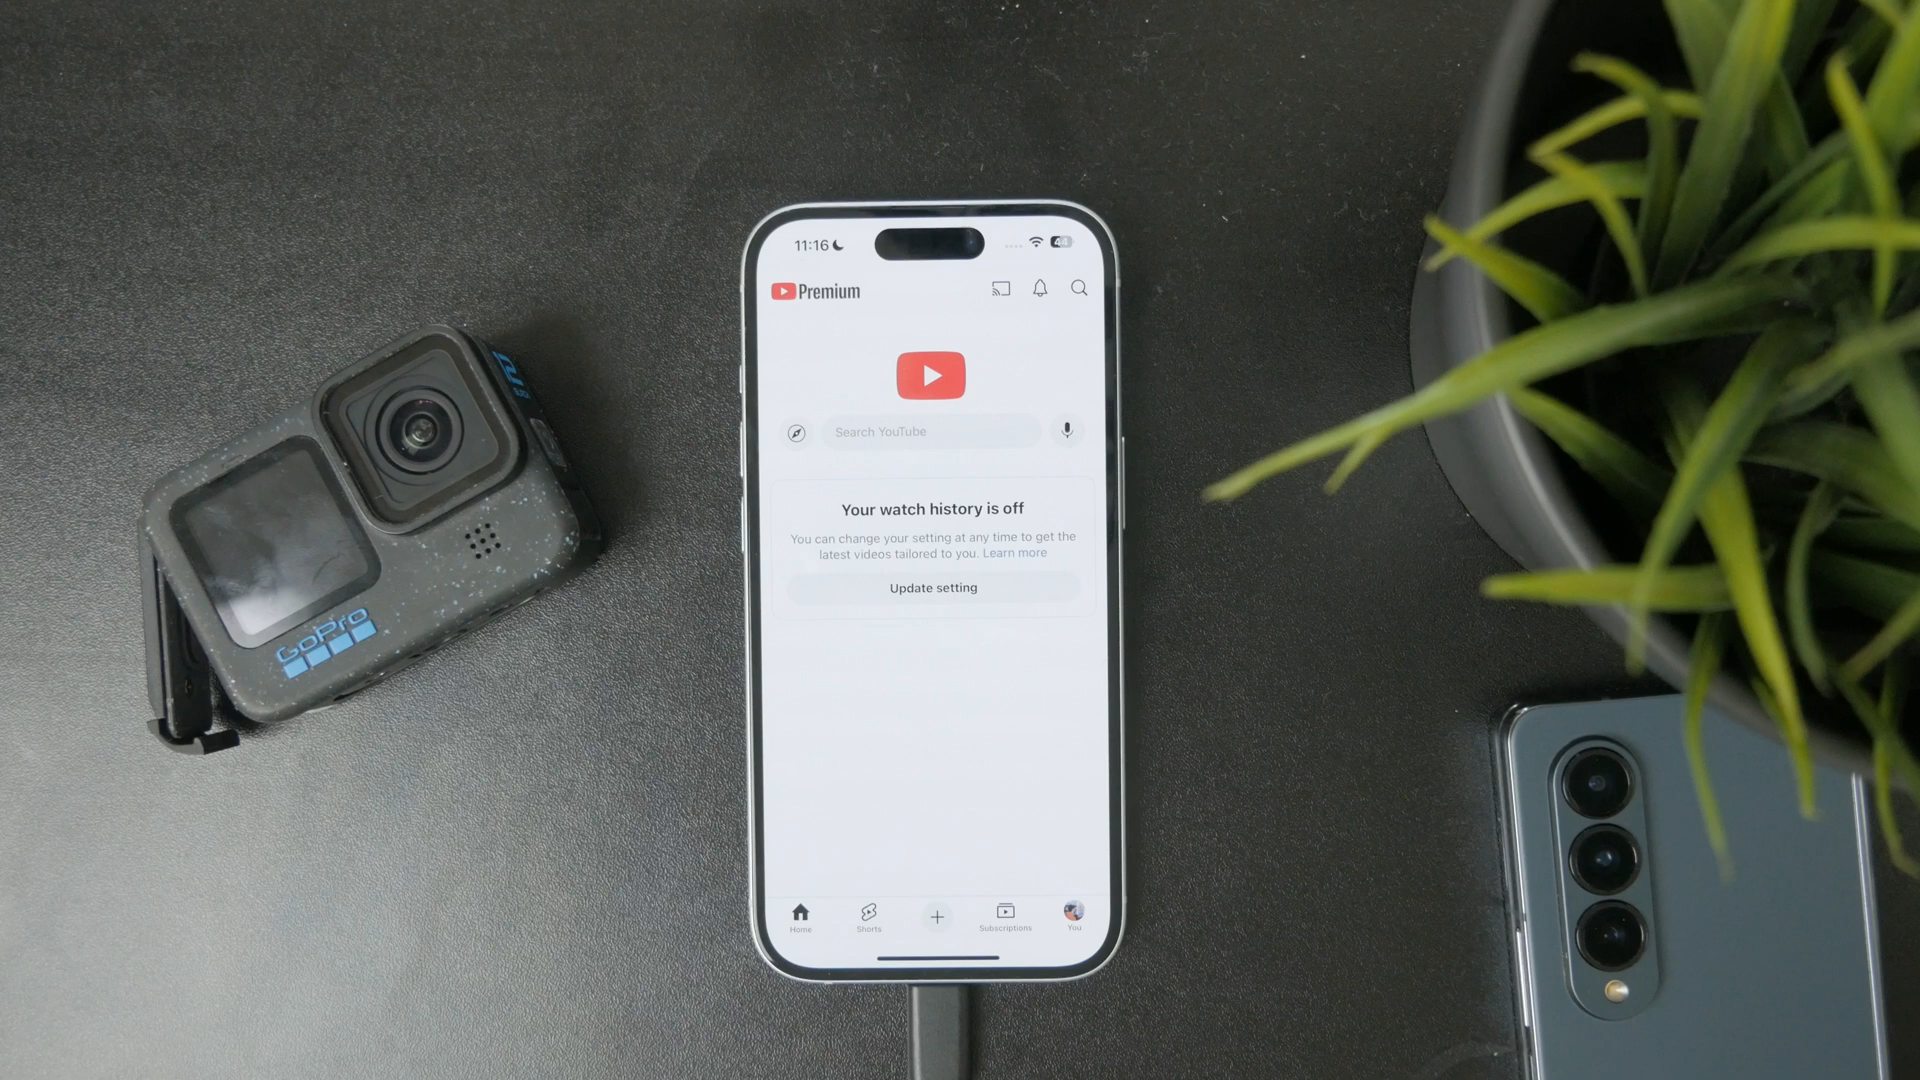 11:16
44
Premium
Search YouTube
Your watch history is off
You can change your setting at any time to get the
latest videos tailored to you. Learn more
Update setting
Home
Shorts
Subscriptions
You
GoPro